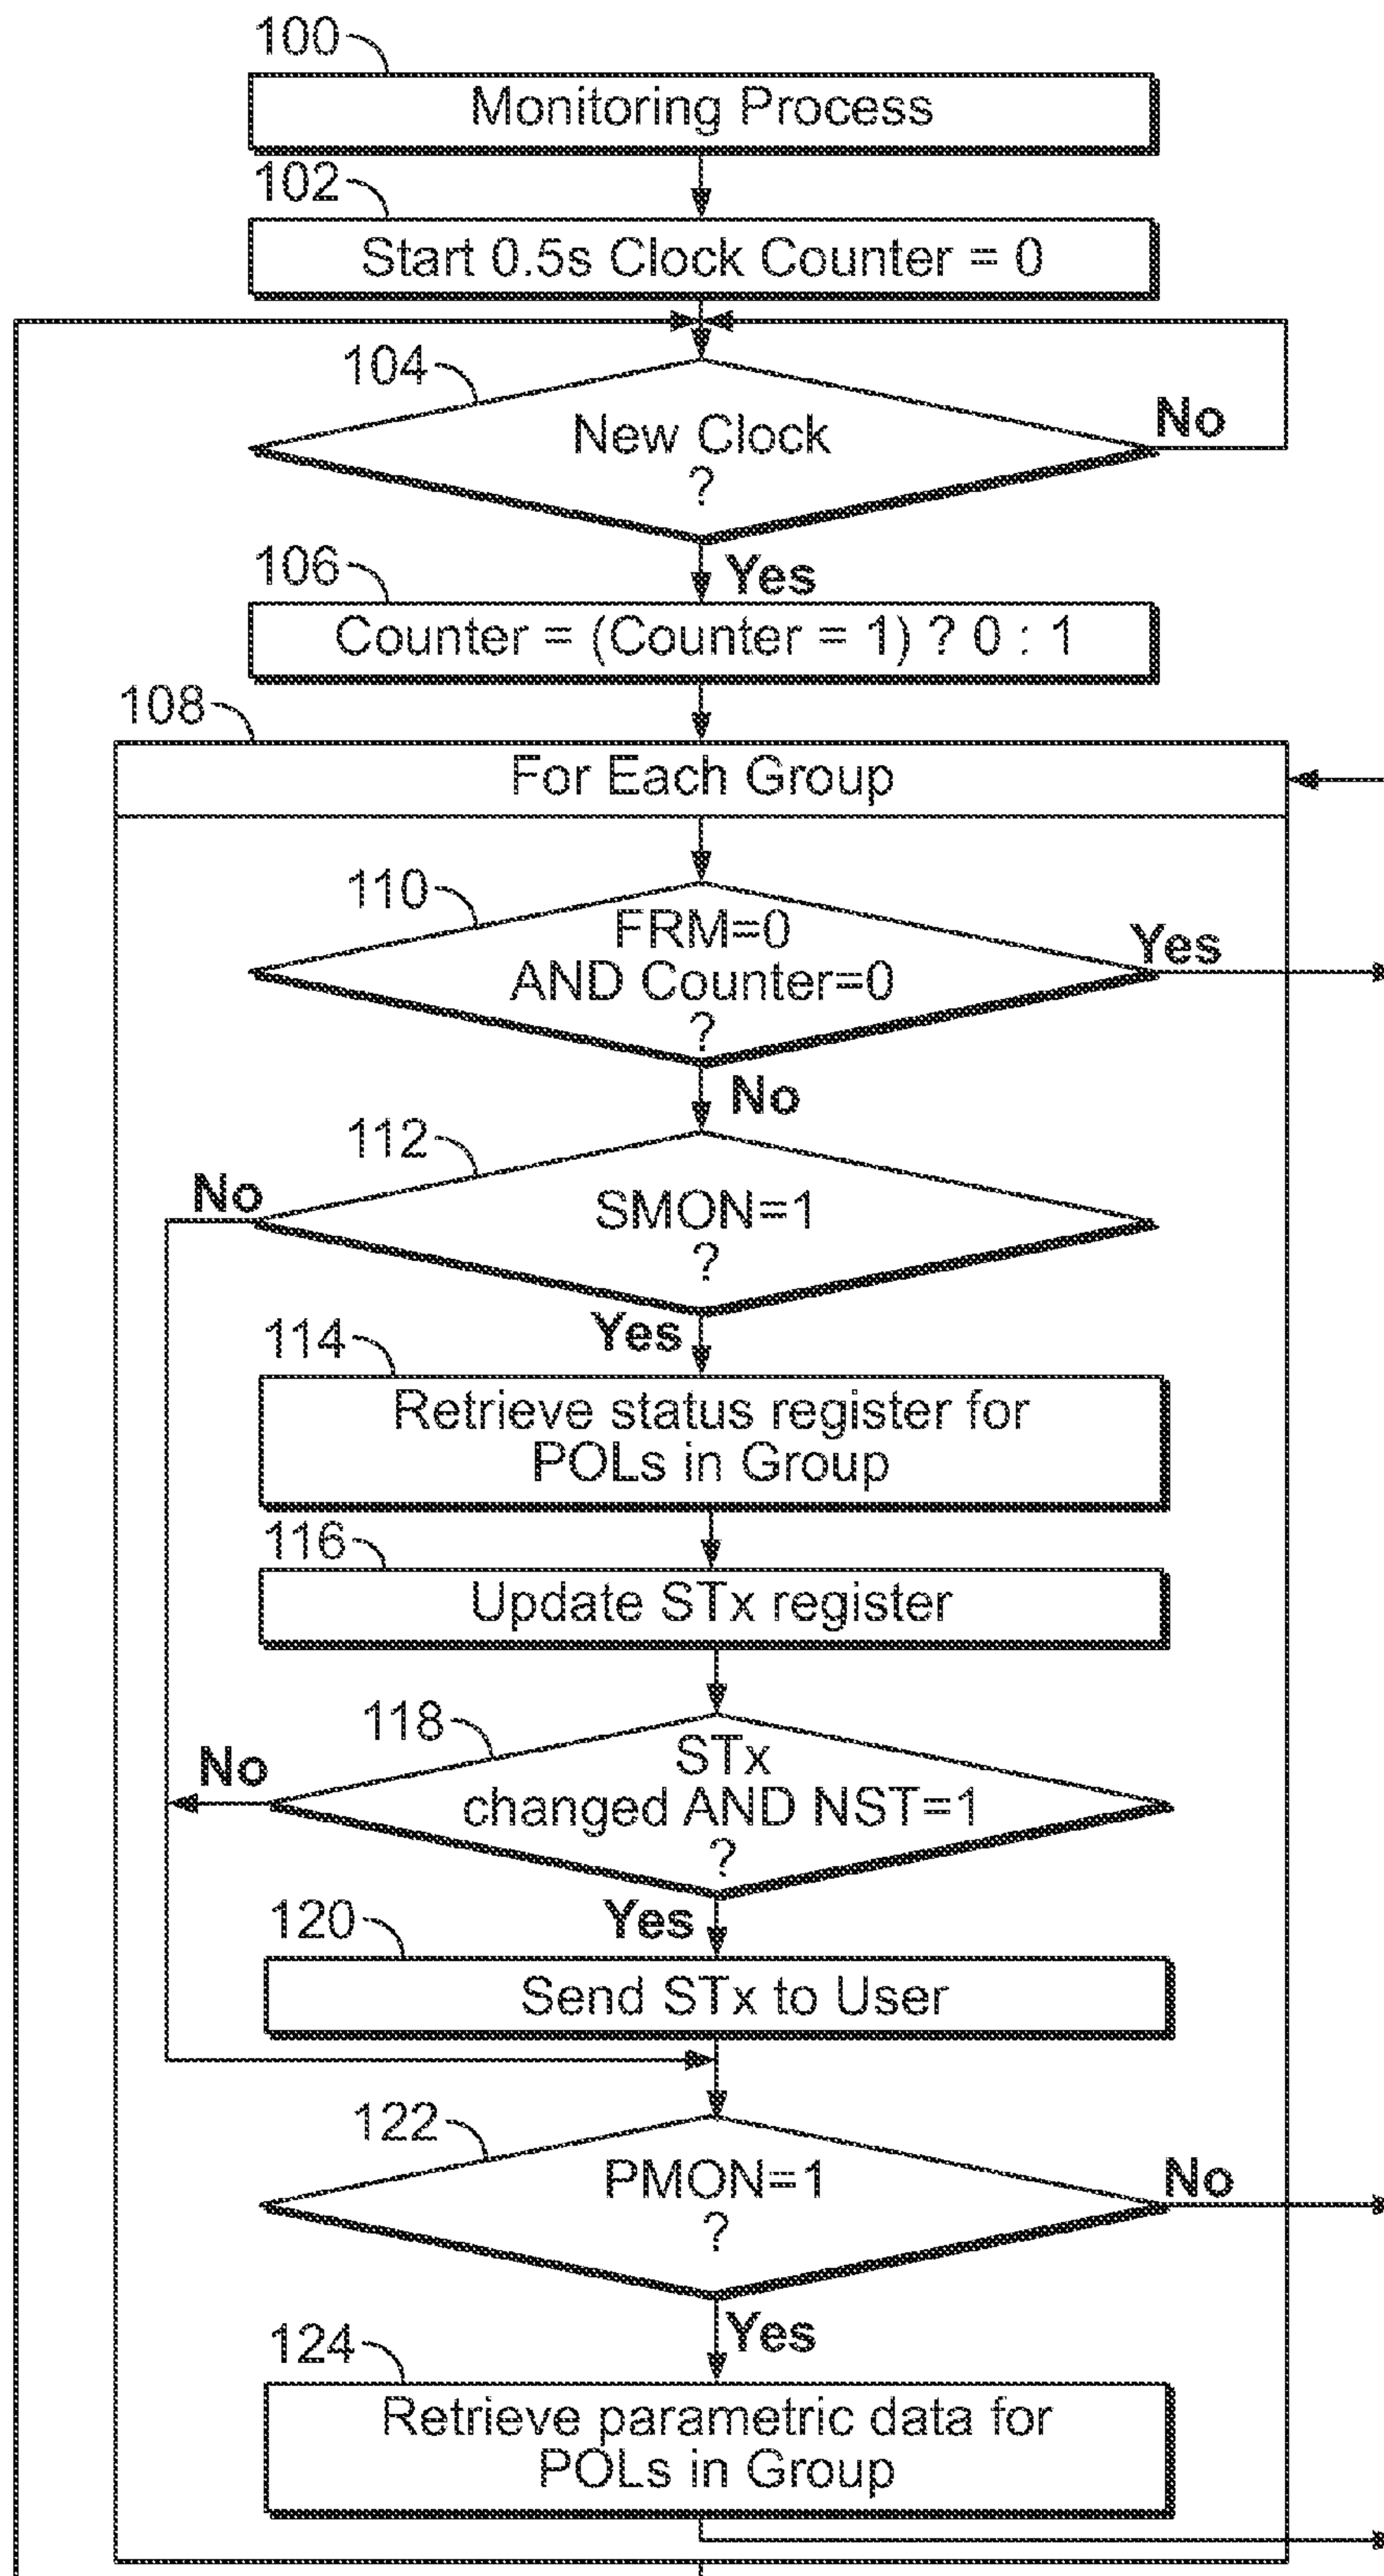 100
Monitoring Process
102
Start 0.5s Clock Counter = 0
104
New Clock
?
No
Yes
106
Counter = (Counter = 1) ? 0 : 1
108
For Each Group
110
FRM=0
AND Counter=0
?
Yes
No
112
No
SMON=1
?
Yes
114
Retrieve status register for
POLs in Group
116
Update STx register
118
No
STx
changed AND NST=1
?
Yes
120
Send STx to User
122
PMON=1
?
No
Yes
124
Retrieve parametric data for
POLs in Group